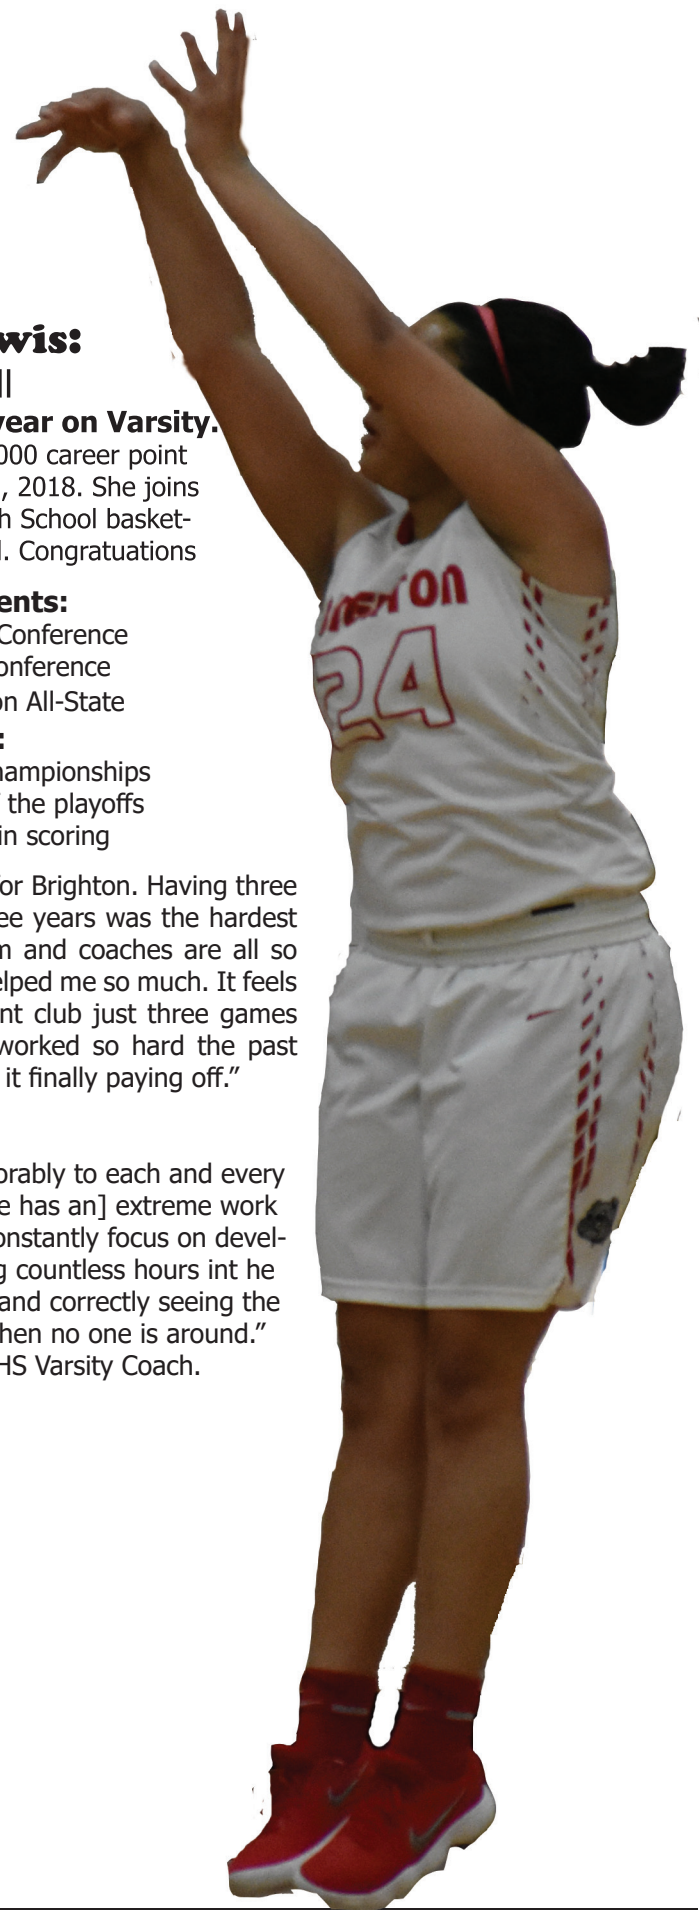 wis:
ll
year on Varsity.
000 career point
, 2018. She joins
h School basket-
l. Congratuations
ents:
Conference
onference
on All-State
:
hampionships
the playoffs
in scoring
for Brighton. Having three
ee years was the hardest
m and coaches are all so
elped me so much. It feels
nt club just three games
worked so hard the past
it finally paying off.”
orably to each and every
e has an] extreme work
onstantly focus on devel-
g countless hours int he
and correctly seeing the
hen no one is around.”
HS Varsity Coach.
24